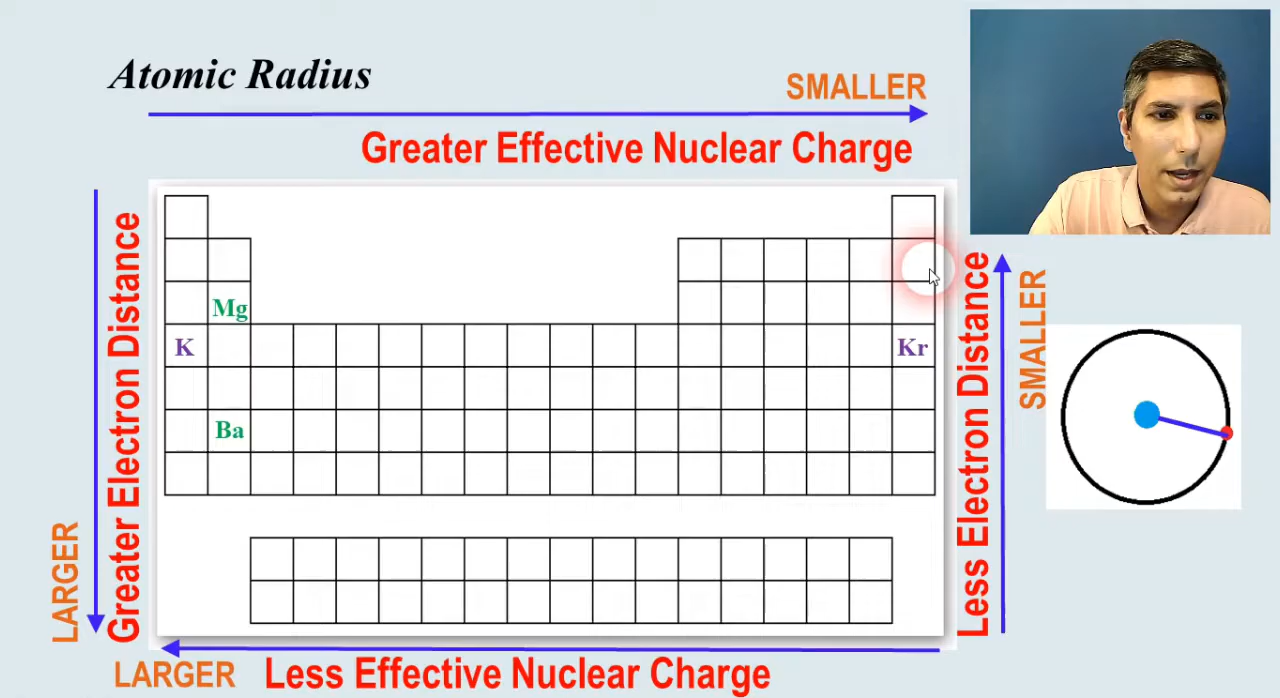 Atomic Radius
SMALLER
Greater Effective Nuclear Charge
LARGER
Greater Electron Distance
Mg
K
Kr
Ba
Less Electron Distance
SMALLER
LARGER
Less Effective Nuclear Charge